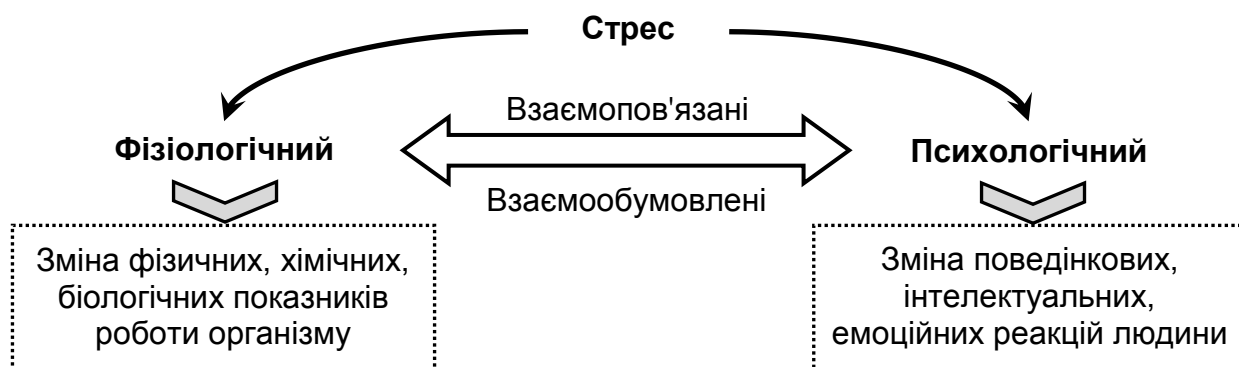 Стрес
Взаємопов'язані
Фізіологічний
Психологічний
Взаємообумовлені
Зміна фізичних, хімічних,
біологічних показників
роботи організму
Зміна поведінкових,
інтелектуальних,
емоційних реакцій людини